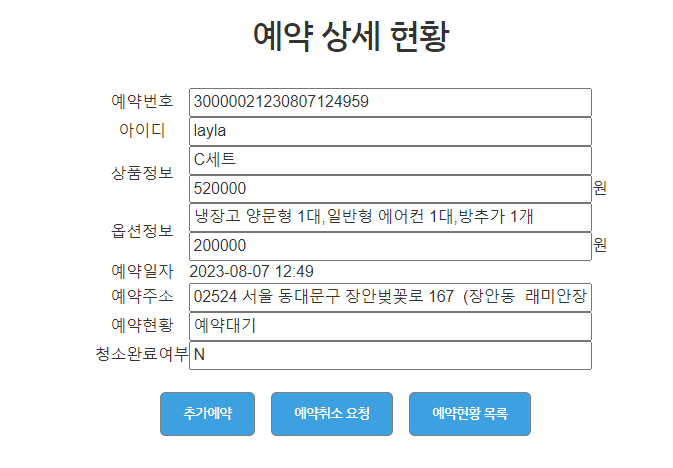 예약 상세 현황
예약번호 30000021230807124959
아이디 layla
상품정보 C세트
520000 원
옵션정보 냉장고 양문형 1대,일반형 에어컨 1대,방추가 1개
200000 원
예약일자 2023-08-07 12:49
예약주소 02524 서울 동대문구 장안벚꽃로 167  (장안동  래미안장
예약현황 예약대기
청소완료여부 N
추가예약 예약취소 요청 예약현황 목록